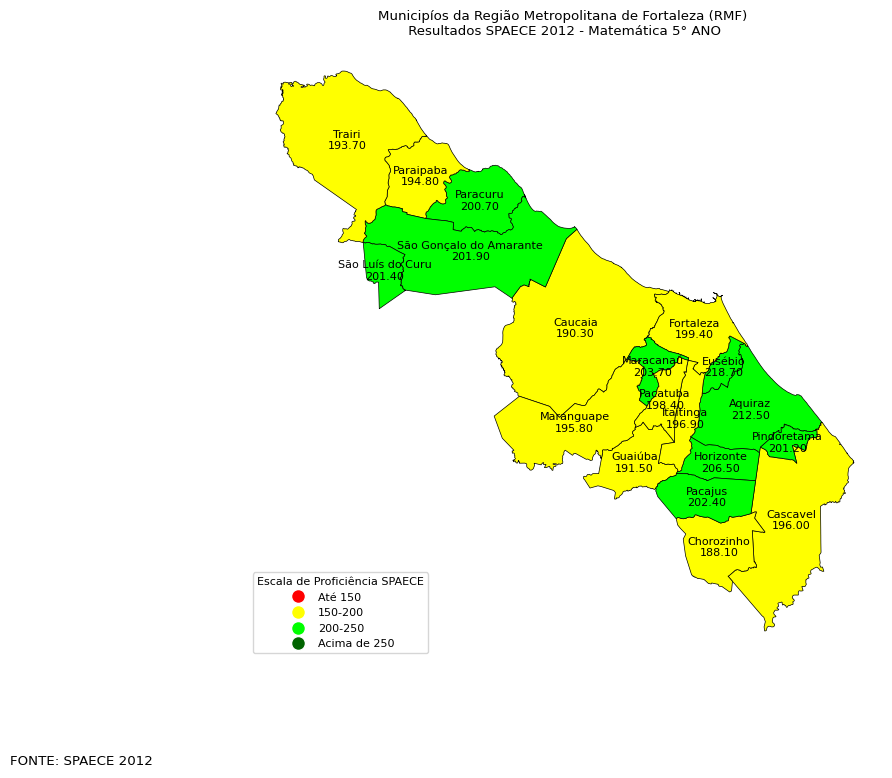 Municipíos da Região Metropolitana de Fortaleza (RMF)
Resultados SPAECE 2012 - Matemática 5° ANO
Trairi
193.70
Paraipaba
194.80
Paracuru
200.70
São Gonçalo do Amarante
201.90
São Luís do Curu
201.40
Caucaia
190.30
Fortaleza
199.40
Maracanaú
203.70
Eusébio
218.70
Pacatuba
198.40
Itaitinga
196.90
Aquiraz
212.50
Maranguape
195.80
Pindoretama
201.20
Guaiúba
191.50
Horizonte
206.50
Pacajus
202.40
Cascavel
196.00
Chorozinho
188.10
Escala de Proficiência SPAECE
Até 150
150-200
200-250
Acima de 250
FONTE: SPAECE 2012